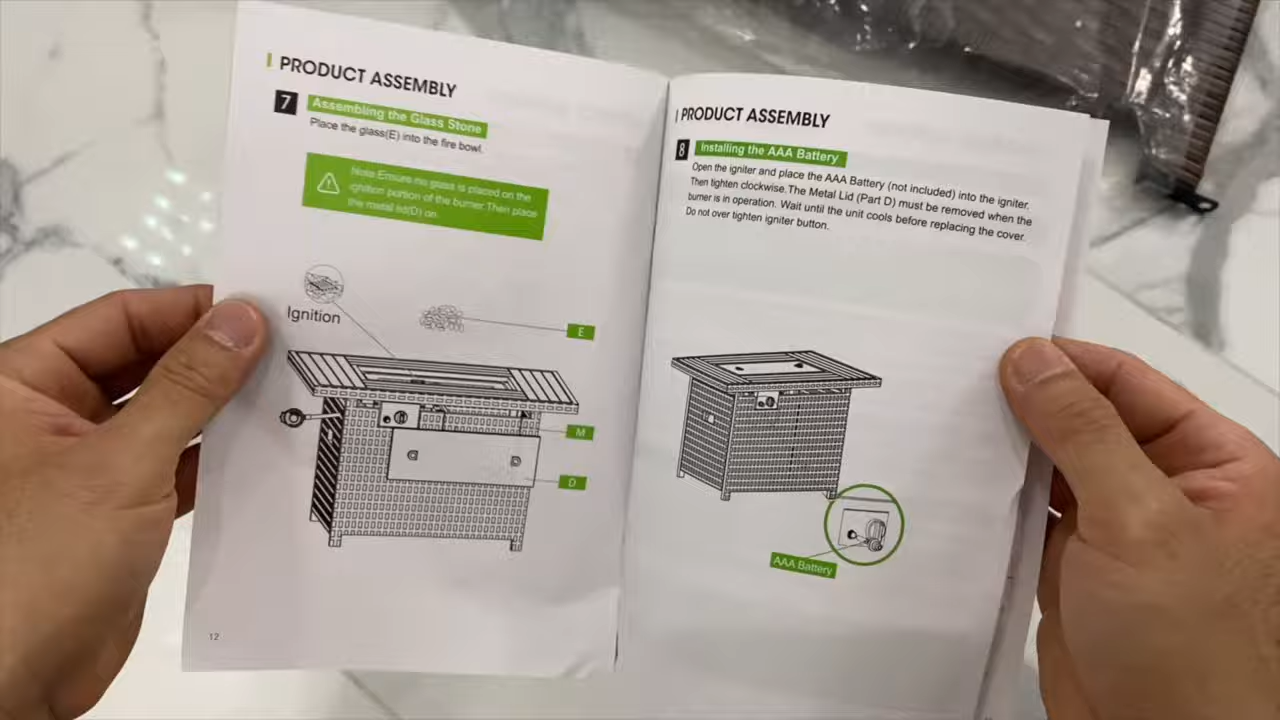 PRODUCT ASSEMBLY
7 Assembling the Glass Stone
Place the glass(E) into the fire bowl.
Note:Ensure no glass is placed on the
ignition portion of the burner.Then place
the metal lid(D) on.
Ignition
E
M
D
12
PRODUCT ASSEMBLY
8 Installing the AAA Battery
Open the igniter and place the AAA Battery (not included) into the igniter.
Then tighten clockwise.The Metal Lid (Part D) must be removed when the
burner is in operation. Wait until the unit cools before replacing the cover.
Do not over tighten igniter button.
AAA Battery